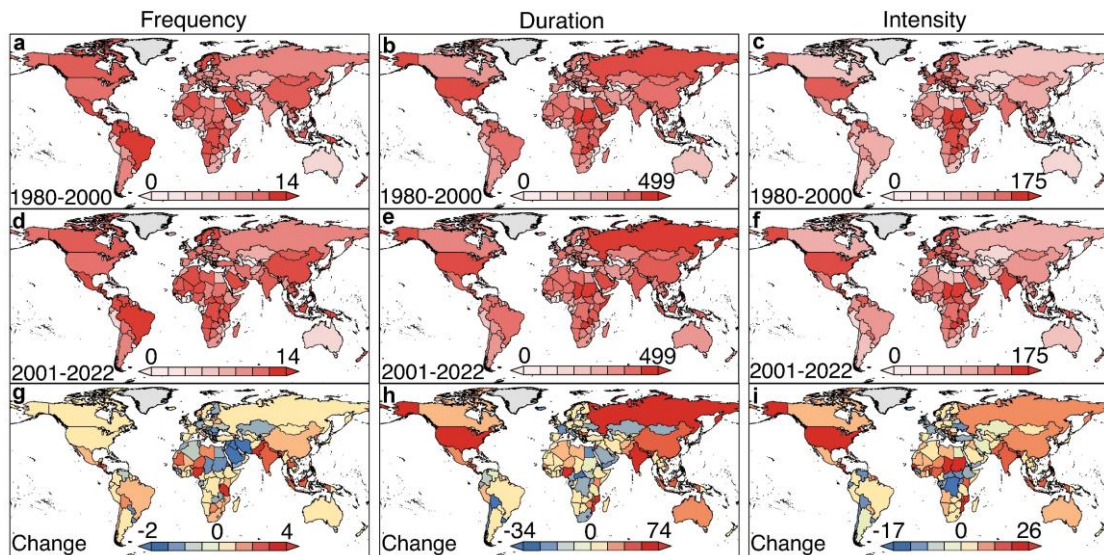 Frequency
Duration
Intensity
a
b
c
0 14
1980-2000
0 499
1980-2000
0 175
1980-2000
d
e
f
0 14
2001-2022
0 499
2001-2022
0 175
2001-2022
g
h
i
-2 0 4
Change
-34 0 74
Change
-17 0 26
Change